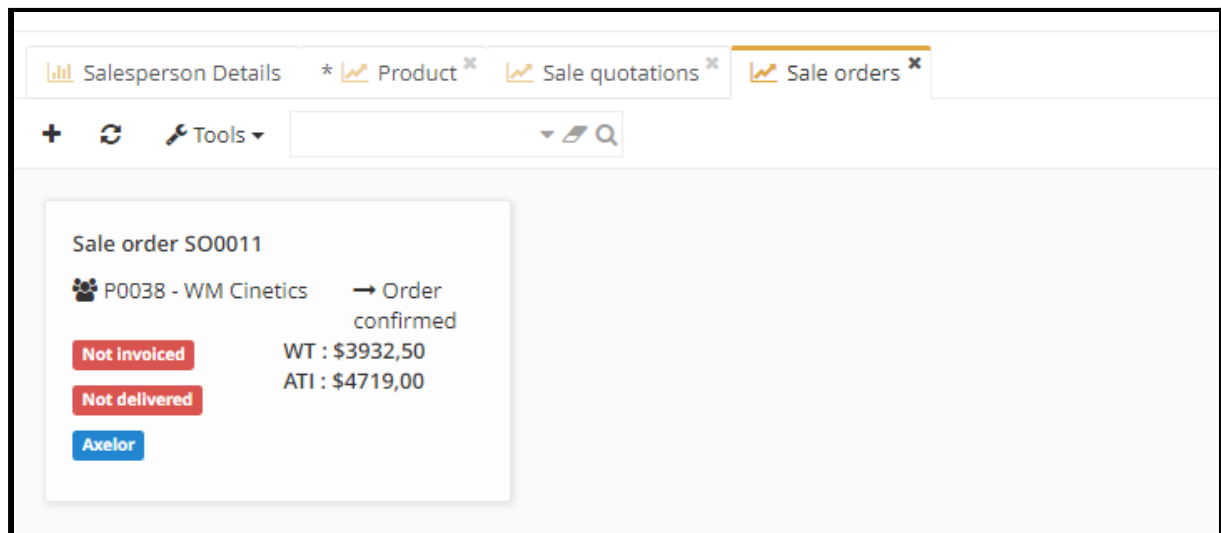 Salesperson Details * Product Sale quotations Sale orders
Tools
Sale order SO0011
P0038 - WM Cinetics → Order
confirmed
Not invoiced WT : $3932,50
ATI : $4719,00
Not delivered
Axelor